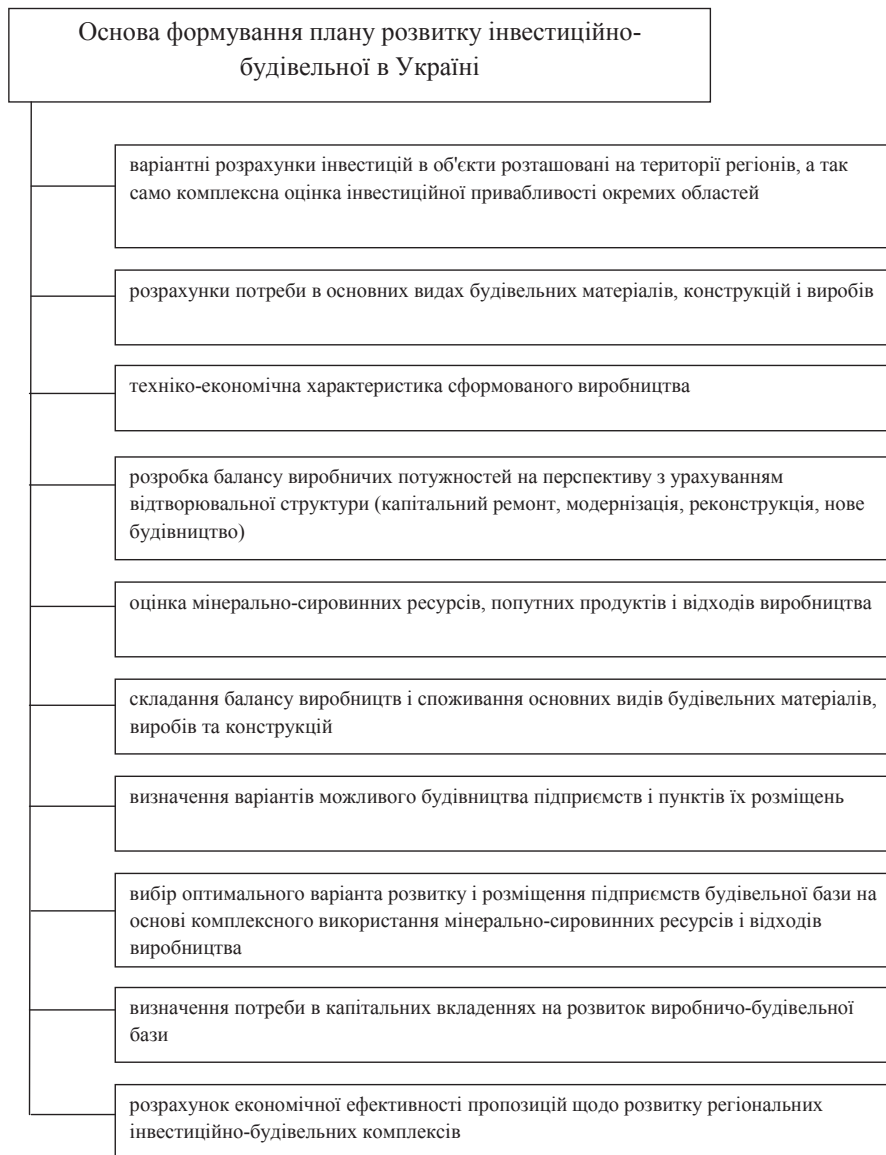 Основа формування плану розвитку інвестиційно-
будівельної в Україні
варіантні розрахунки інвестицій в об'єкти розташовані на території регіонів, а так
само комплексна оцінка інвестиційної привабливості окремих областей
розрахунки потреби в основних видах будівельних матеріалів, конструкцій і виробів
техніко-економічна характеристика сформованого виробництва
розробка балансу виробничих потужностей на перспективу з урахуванням
відтворювальної структури (капітальний ремонт, модернізація, реконструкція, нове
будівництво)
оцінка мінерально-сировинних ресурсів, попутних продуктів і відходів виробництва
складання балансу виробництв і споживання основних видів будівельних матеріалів,
виробів та конструкцій
визначення варіантів можливого будівництва підприємств і пунктів їх розміщень
вибір оптимального варіанта розвитку і розміщення підприємств будівельної бази на
основі комплексного використання мінерально-сировинних ресурсів і відходів
виробництва
визначення потреби в капітальних вкладеннях на розвиток виробничо-будівельної
бази
розрахунок економічної ефективності пропозицій щодо розвитку регіональних
інвестиційно-будівельних комплексів